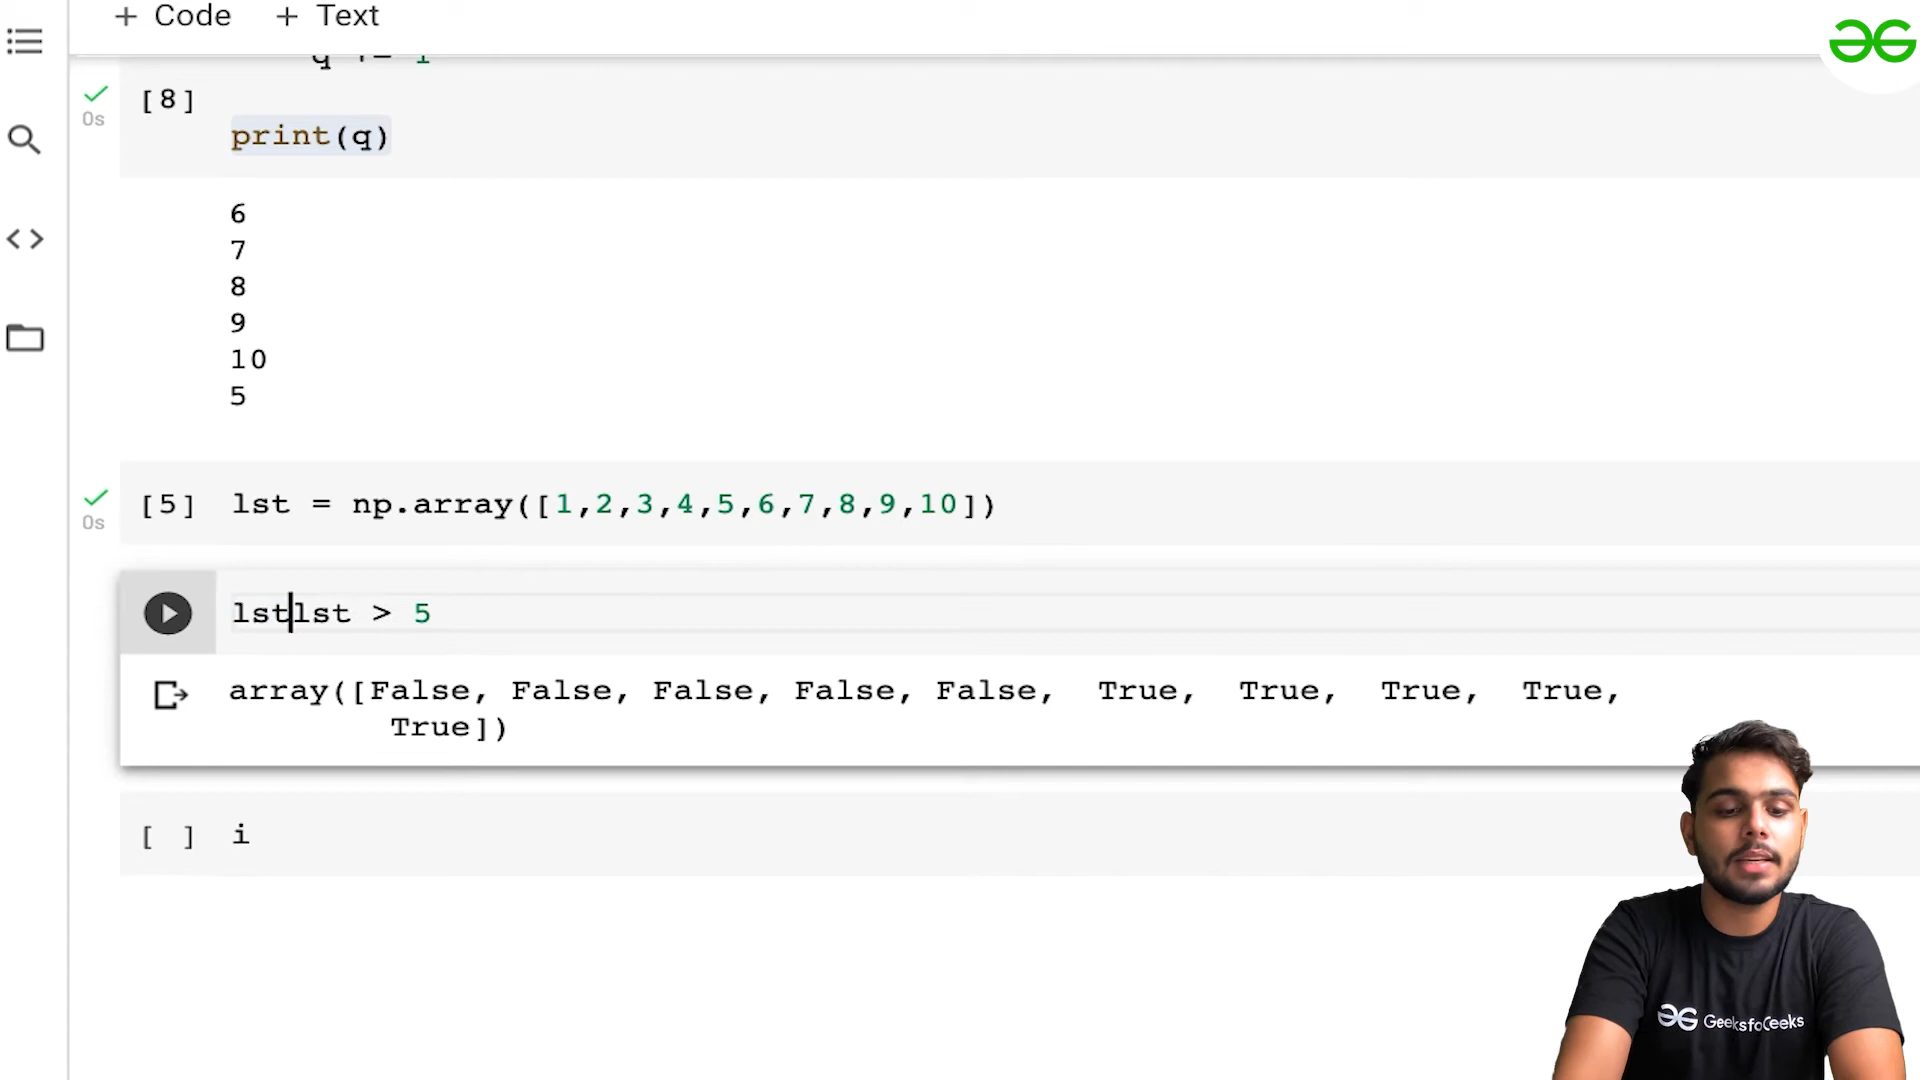 + Code + Text
q += 1
[8]
0s
print(q)
6
7
8
9
10
5
[5] lst = np.array([1,2,3,4,5,6,7,8,9,10])
0s
lstlst > 5
array([False, False, False, False, False, True, True, True, True,
True])
[ ] i
GeeksforGeeks